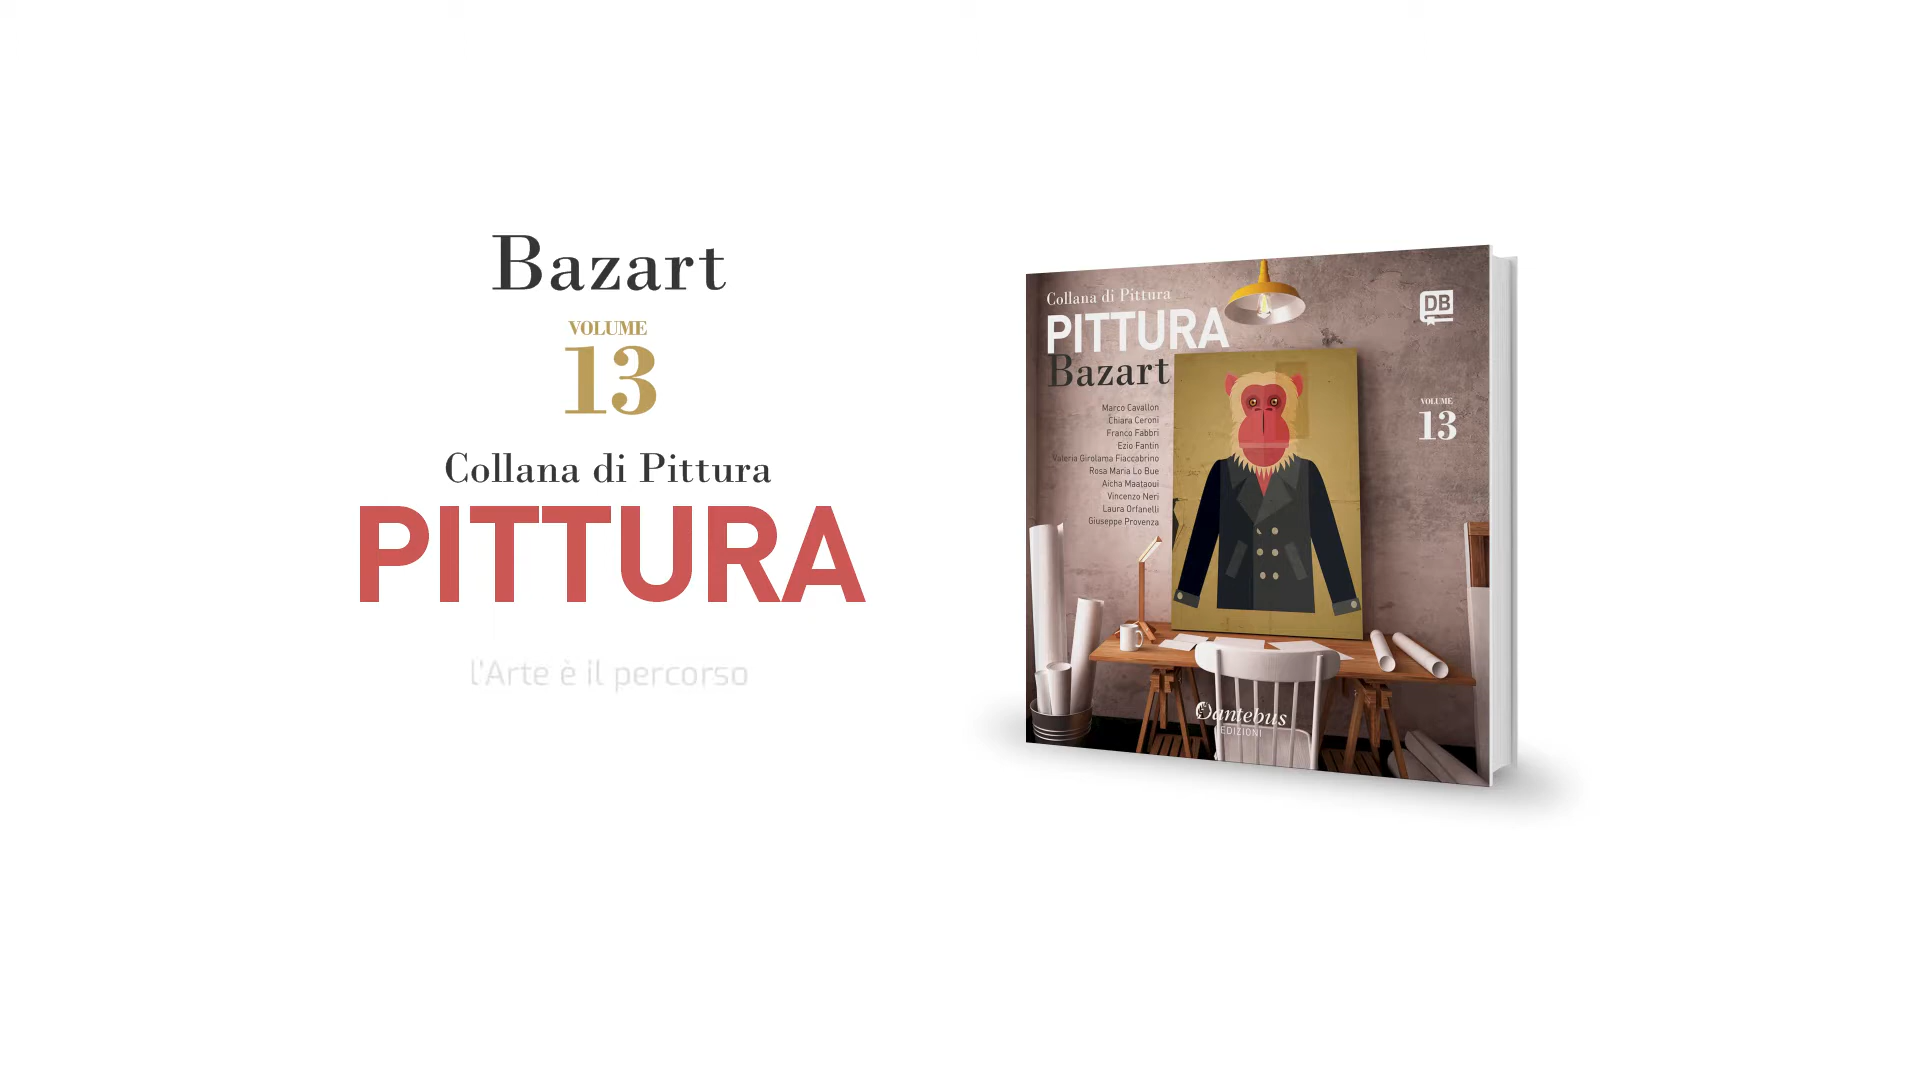 Bazart
VOLUME
13
Collana di Pittura
PITTURA
l'Arte è il percorso
Collana di Pittura
PITTURA
Bazart
Marco Cavallon
Chiara Ceroni
Franco Fabbri
Ezio Fantin
Valeria Girolama Fiaccabrino
Rosa Maria Lo Bue
Aicha Maataoui
Vincenzo Neri
Laura Orfanelli
Giuseppe Provenza
DB
VOLUME
13
Dantebus
EDIZIONI